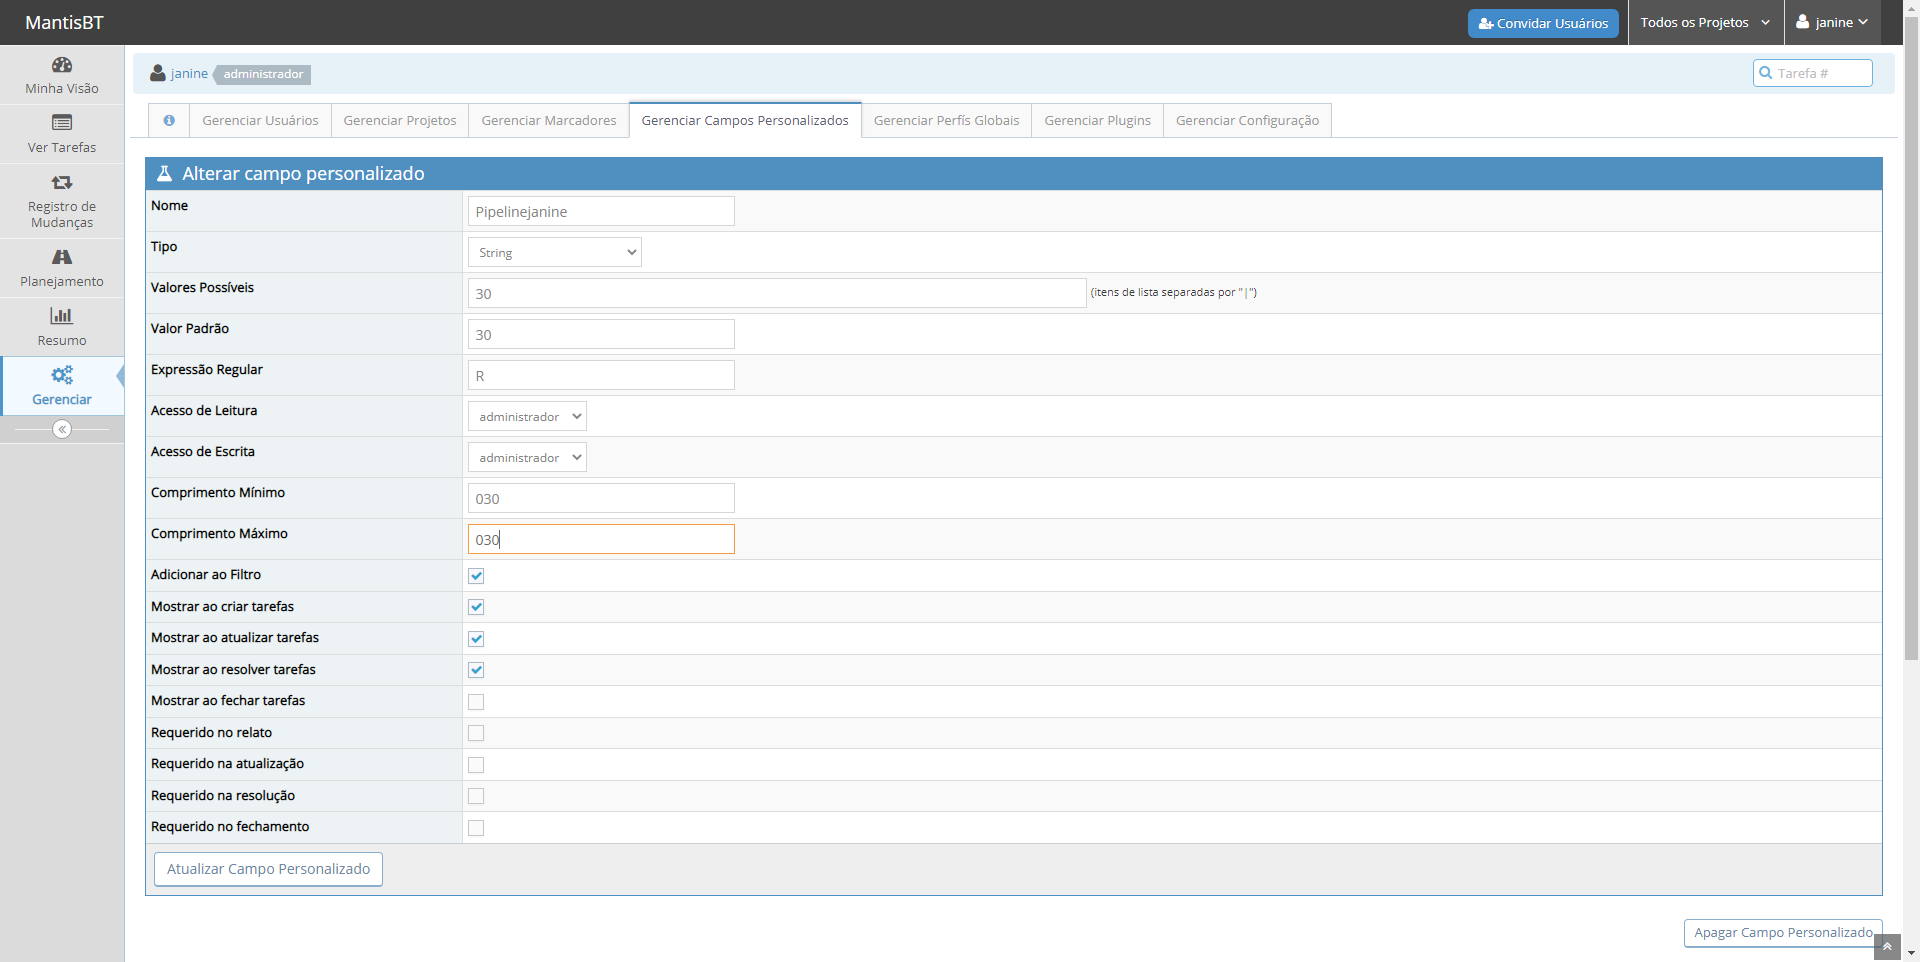 MantisBT
Convidar Usuários
Todos os Projetos
janine
Minha Visão
Ver Tarefas
Registro de
Mudanças
Planejamento
Resumo
Gerenciar
janine
administrador
Tarefa #
Gerenciar Usuários
Gerenciar Projetos
Gerenciar Marcadores
Gerenciar Campos Personalizados
Gerenciar Perfís Globais
Gerenciar Plugins
Gerenciar Configuração
Alterar campo personalizado
Nome
Pipelinejanine
Tipo
String
Valores Possíveis
30
(itens de lista separadas por "|")
Valor Padrão
30
Expressão Regular
R
Acesso de Leitura
administrador
Acesso de Escrita
administrador
Comprimento Mínimo
030
Comprimento Máximo
030
Adicionar ao Filtro
Mostrar ao criar tarefas
Mostrar ao atualizar tarefas
Mostrar ao resolver tarefas
Mostrar ao fechar tarefas
Requerido no relato
Requerido na atualização
Requerido na resolução
Requerido no fechamento
Atualizar Campo Personalizado
Apagar Campo Personalizado